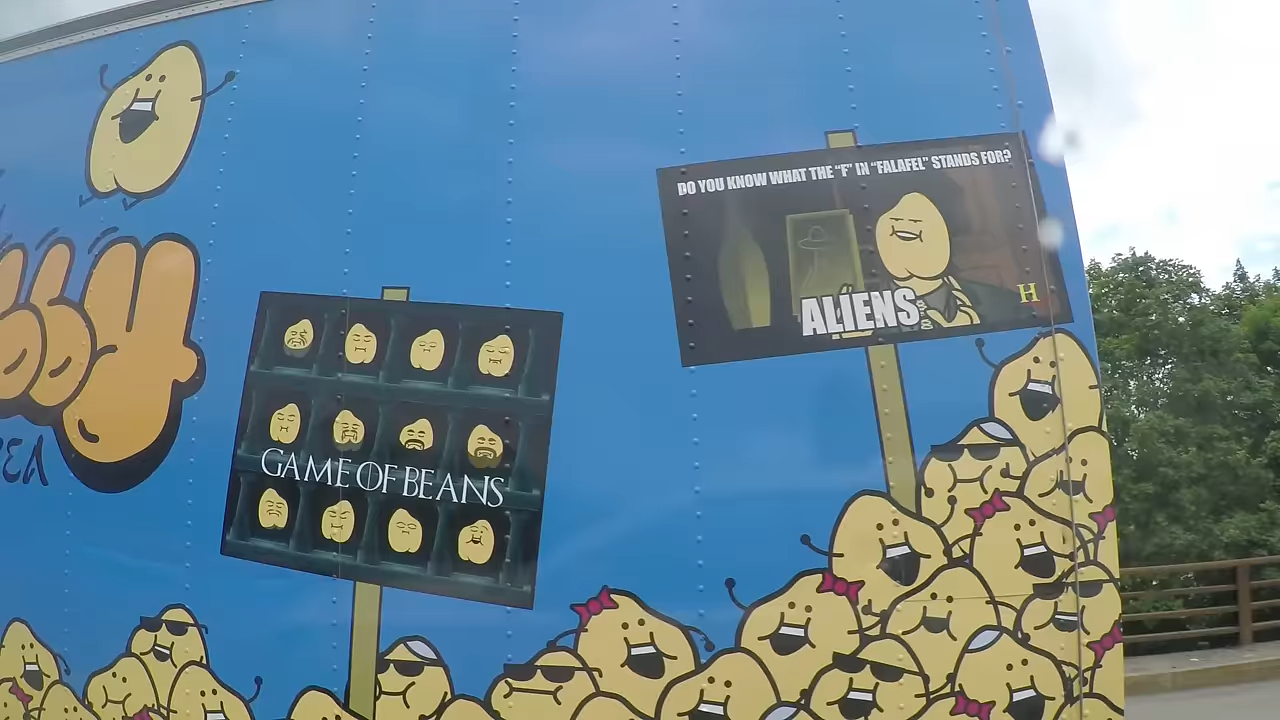 DO YOU KNOW WHAT THE "F" IN "FALAFEL" STANDS FOR?
ALIENS
H
GAME OF BEANS